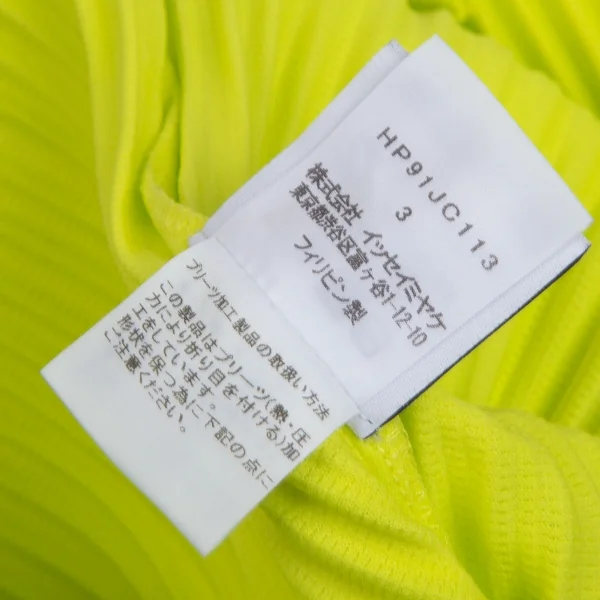 HP91JC113
3
株式会社 イッセイミヤケ
東京都渋谷区富ヶ谷1-12-10
フィリピン製
プリーツ加工製品の取扱い方法
この製品はプリーツ(熱・圧
力により折り目を付ける)加
工をしています。
形状を保つ為に下記の点に
ご注意ください。